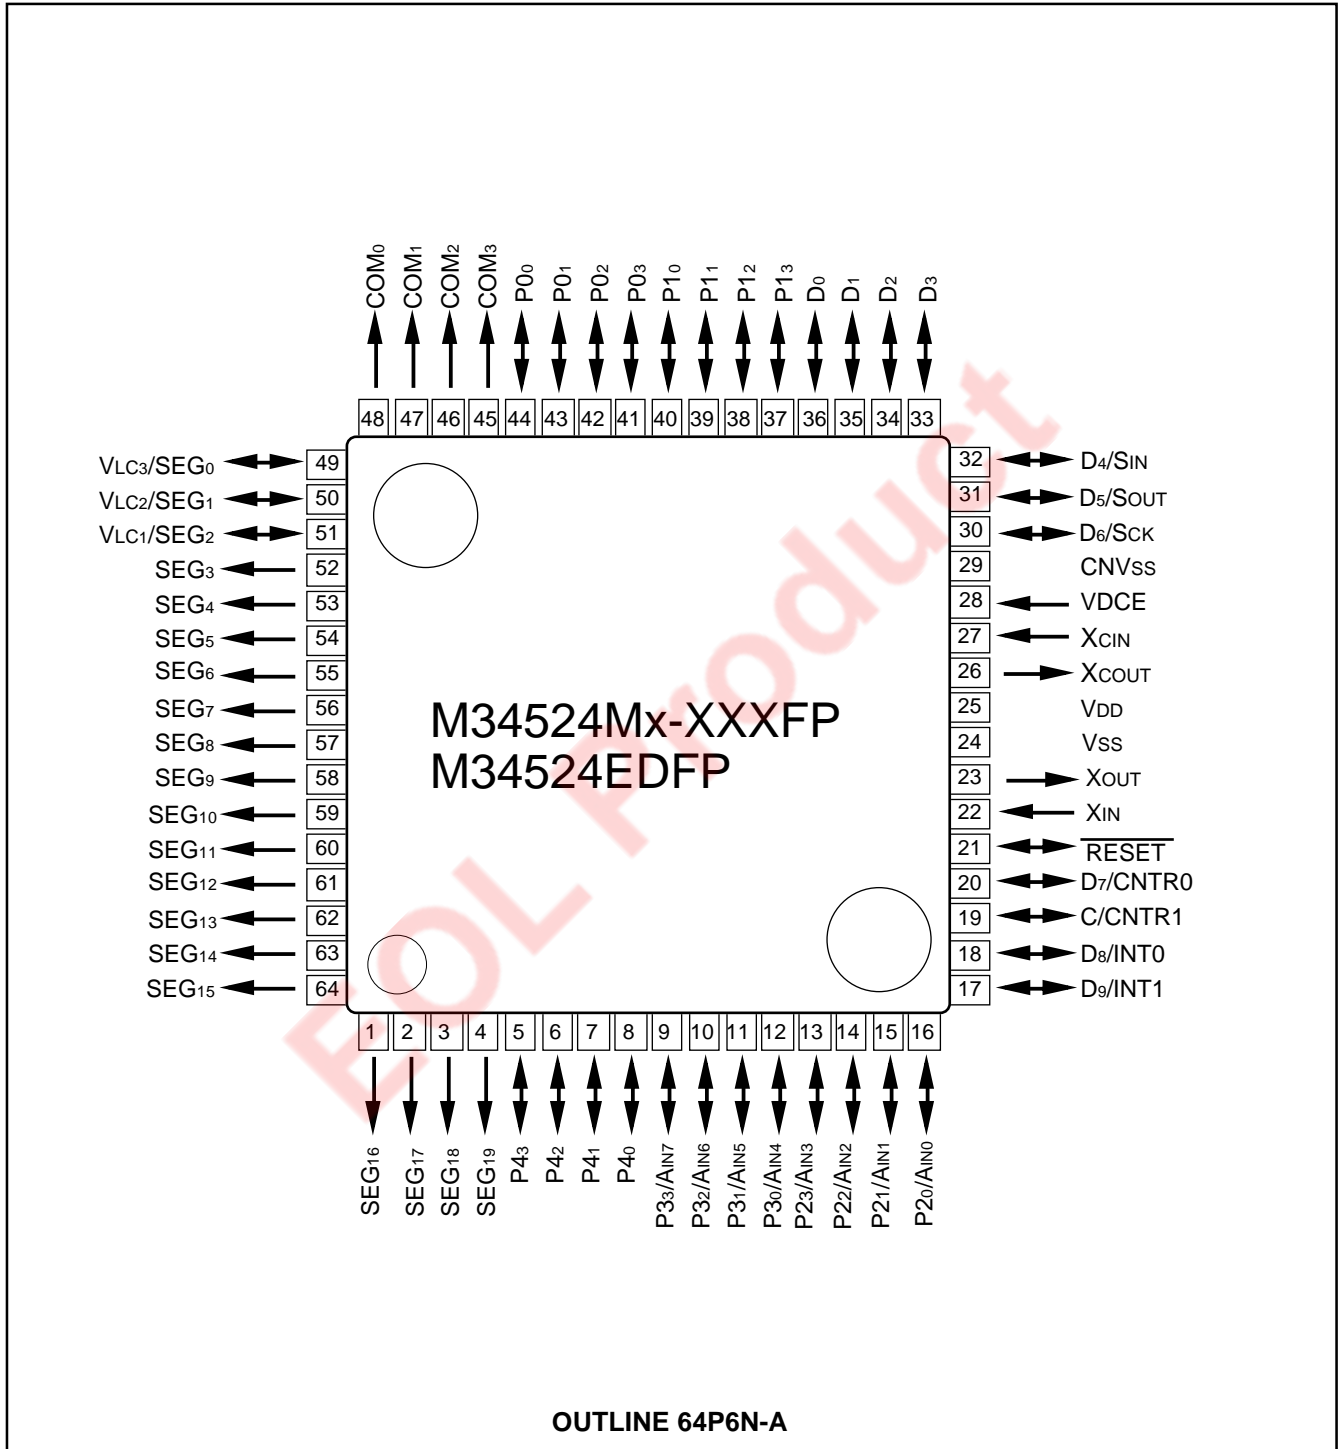 COM0
COM1
COM2
COM3
P00
P01
P02
P03
P10
P11
P12
P13
D0
D1
D2
D3
48
47
46
45
44
43
42
41
40
39
38
37
36
35
34
33
VLC3/SEG0
49
VLC2/SEG1
50
VLC1/SEG2
51
SEG3
52
SEG4
53
SEG5
54
SEG6
55
SEG7
56
SEG8
57
SEG9
58
SEG10
59
SEG11
60
SEG12
61
SEG13
62
SEG14
63
SEG15
64
M34524Mx-XXXFP
M34524EDFP
EOL Product
32
D4/SIN
31
D5/SOUT
30
D6/SCK
29
CNVSS
28
VDCE
27
XCIN
26
XCOUT
25
VDD
24
VSS
23
XOUT
22
XIN
21
RESET
20
D7/CNTR0
19
C/CNTR1
18
D8/INT0
17
D9/INT1
1
2
3
4
5
6
7
8
9
10
11
12
13
14
15
16
SEG16
SEG17
SEG18
SEG19
P43
P42
P41
P40
P33/AIN7
P32/AIN6
P31/AIN5
P30/AIN4
P23/AIN3
P22/AIN2
P21/AIN1
P20/AIN0
OUTLINE 64P6N-A